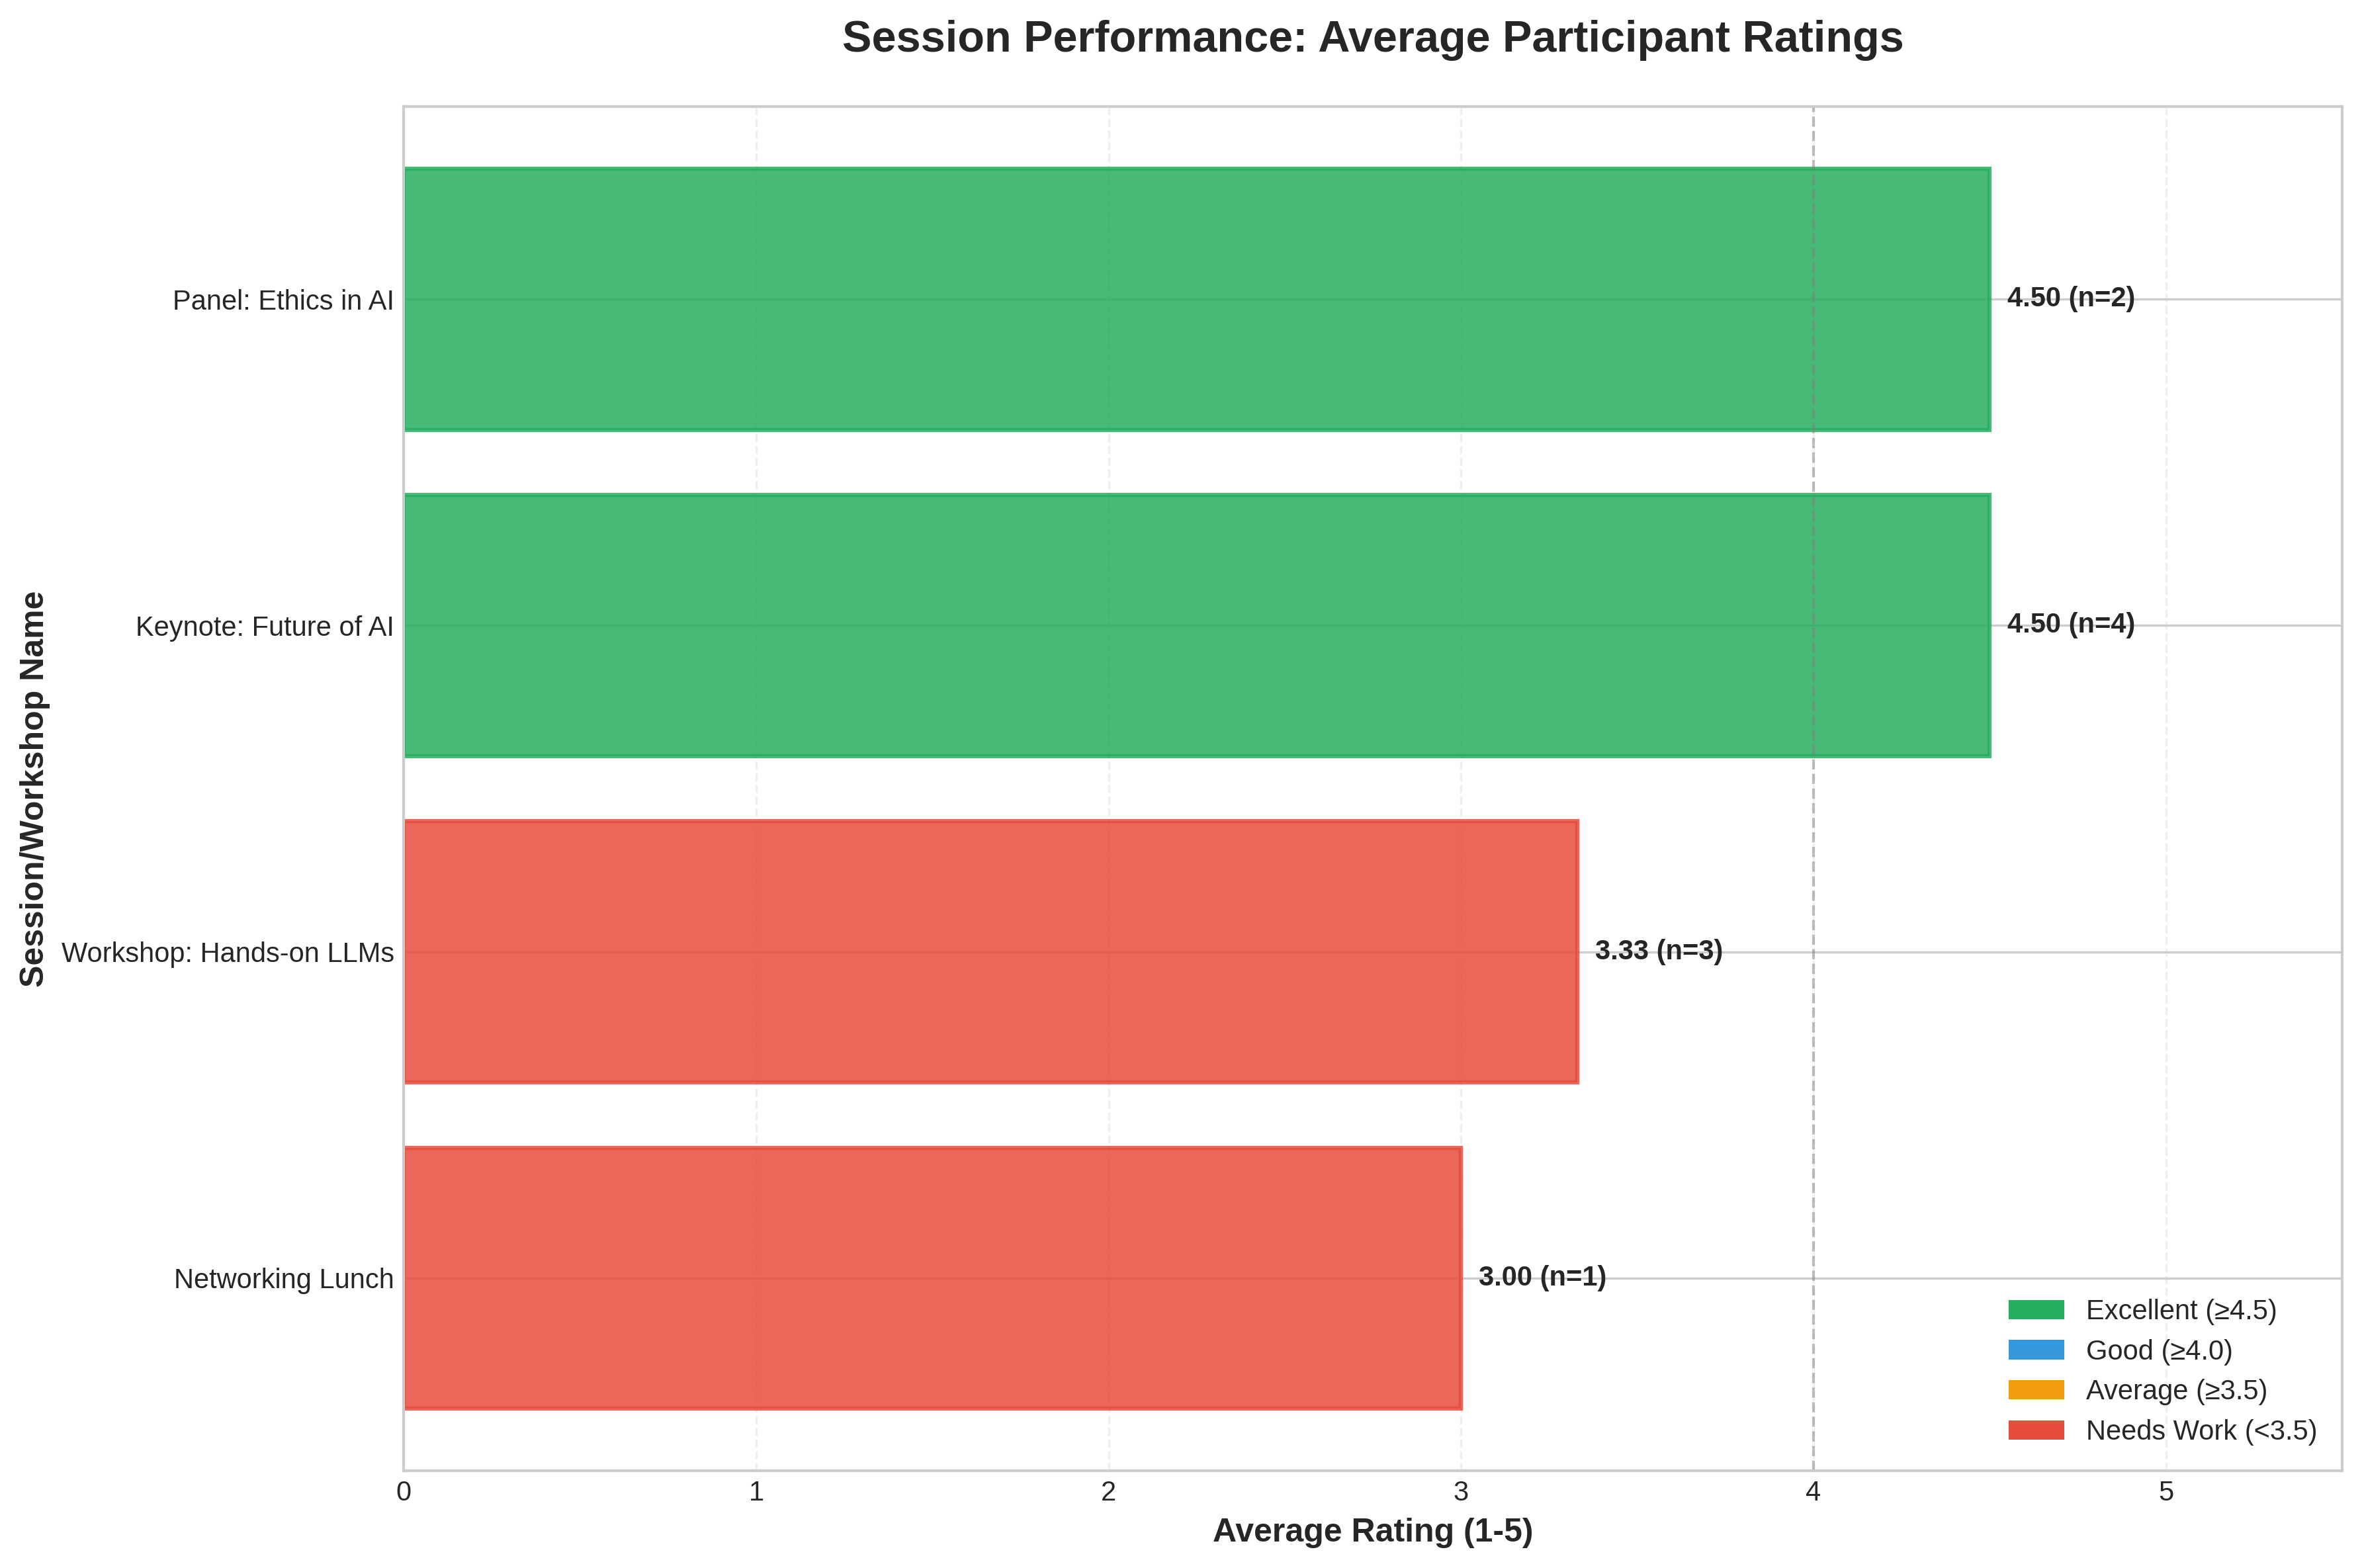 Session Performance: Average Participant Ratings
Session/Workshop Name
Panel: Ethics in AI
4.50 (n=2)
Keynote: Future of AI
4.50 (n=4)
Workshop: Hands-on LLMs
3.33 (n=3)
Networking Lunch
3.00 (n=1)
Excellent (≥4.5)
Good (≥4.0)
Average (≥3.5)
Needs Work (<3.5)
0 1 2 3 4 5
Average Rating (1-5)